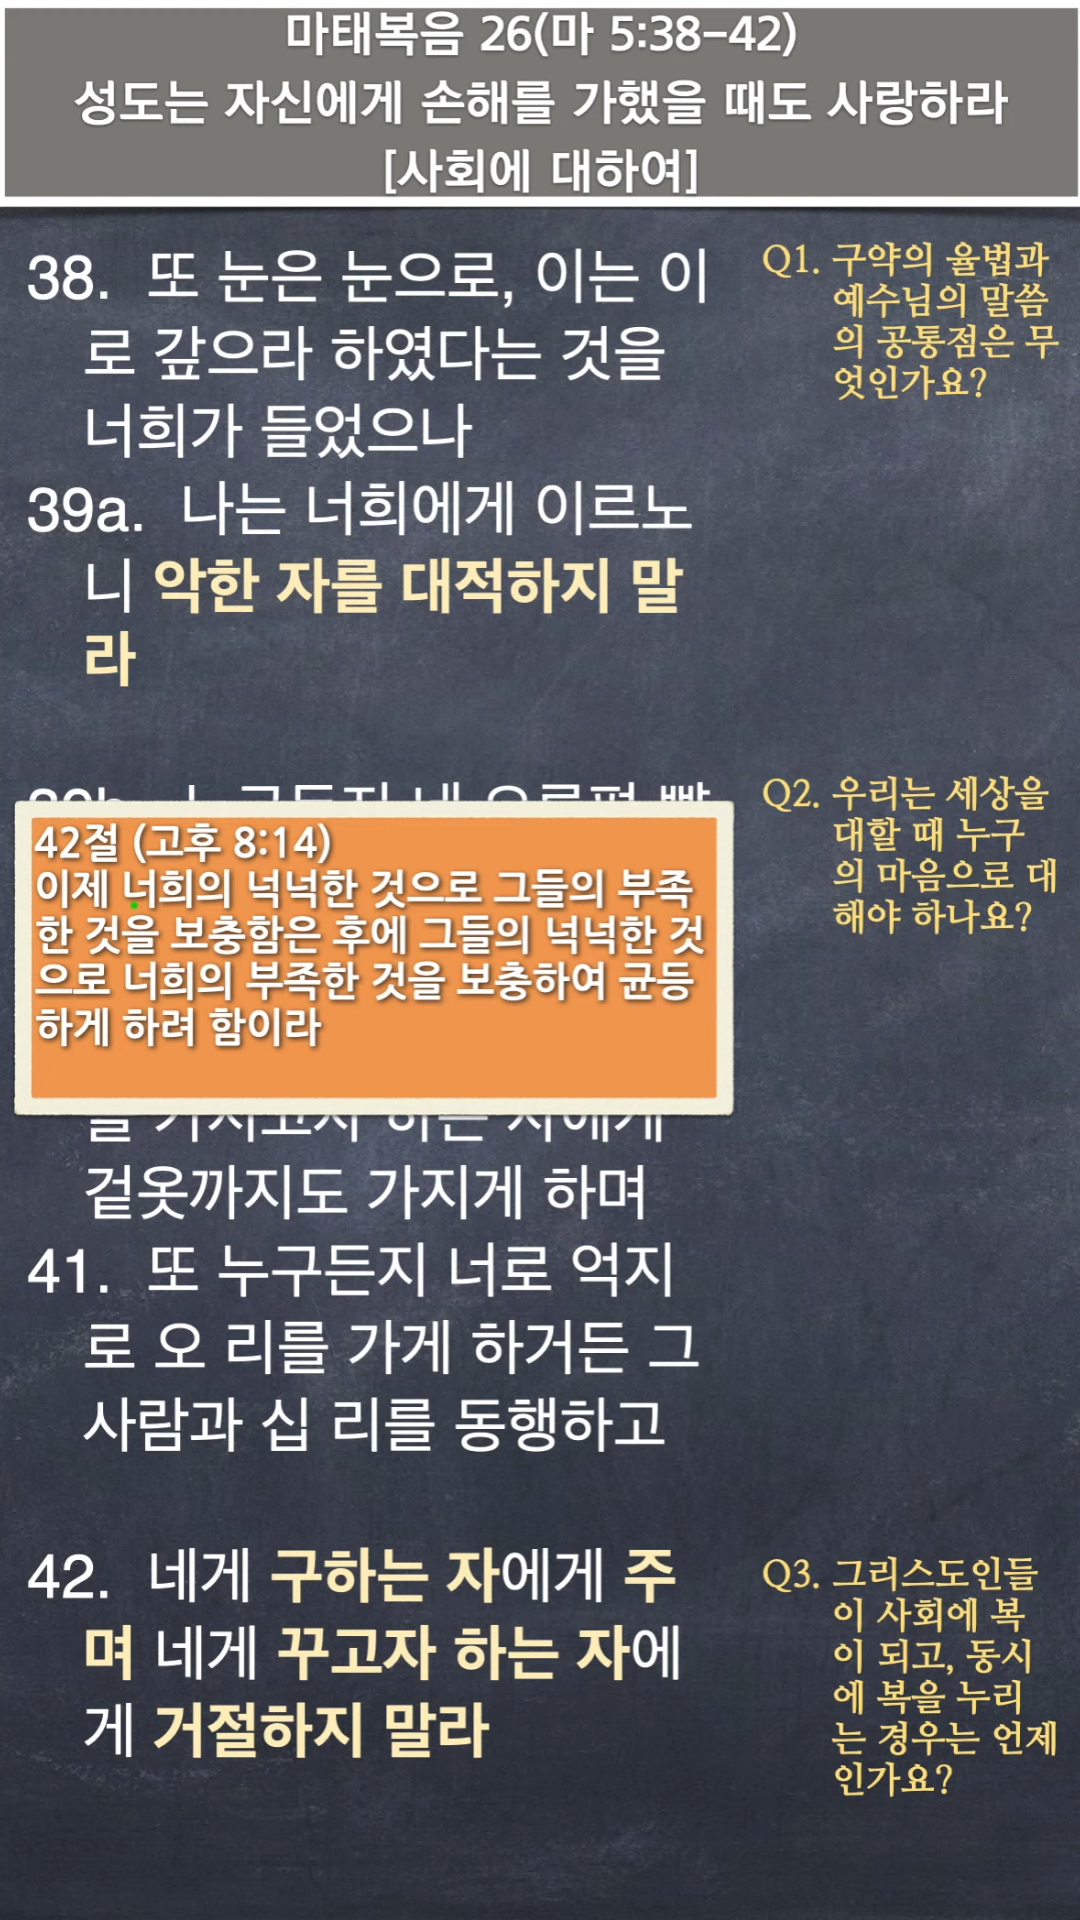 마태복음 26(마 5:38-42)
성도는 자신에게 손해를 가했을 때도 사랑하라
[사회에 대하여]
38. 또 눈은 눈으로, 이는 이
로 갚으라 하였다는 것을
너희가 들었으나
39a. 나는 너희에게 이르노
니 악한 자를 대적하지 말
라
42절 (고후 8:14)
이제 너희의 넉넉한 것으로 그들의 부족
한 것을 보충함은 후에 그들의 넉넉한 것
으로 너희의 부족한 것을 보충하여 균등
하게 하려 함이라
겉옷까지도 가지게 하며
41. 또 누구든지 너로 억지
로 오 리를 가게 하거든 그
사람과 십 리를 동행하고
42. 네게 구하는 자에게 주
며 네게 꾸고자 하는 자에
게 거절하지 말라
Q1. 구약의 율법과
예수님의 말씀
의 공통점은 무
엇인가요?
Q2. 우리는 세상을
대할 때 누구
의 마음으로 대
해야 하나요?
Q3. 그리스도인들
이 사회에 복
이 되고, 동시
에 복을 누리
는 경우는 언제
인가요?